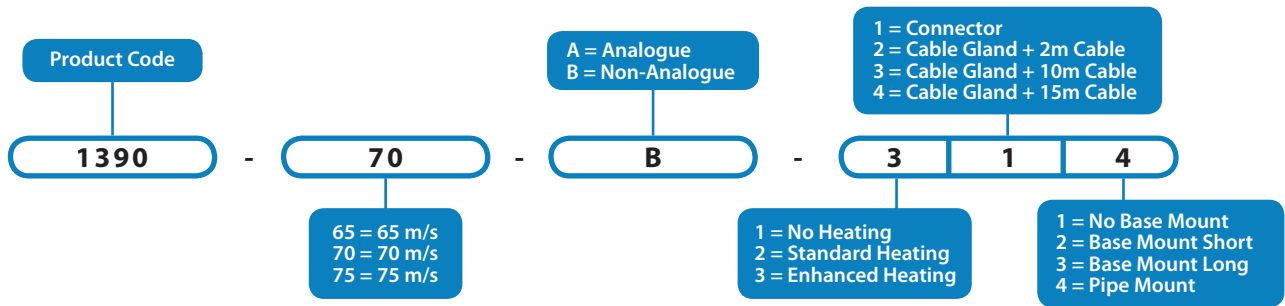 Product Code
A = Analogue
B = Non-Analogue
1 = Connector
2 = Cable Gland + 2m Cable
3 = Cable Gland + 10m Cable
4 = Cable Gland + 15m Cable
1390 - 70 - B - 3 1 4
65 = 65 m/s
70 = 70 m/s
75 = 75 m/s
1 = No Heating
2 = Standard Heating
3 = Enhanced Heating
1 = No Base Mount
2 = Base Mount Short
3 = Base Mount Long
4 = Pipe Mount